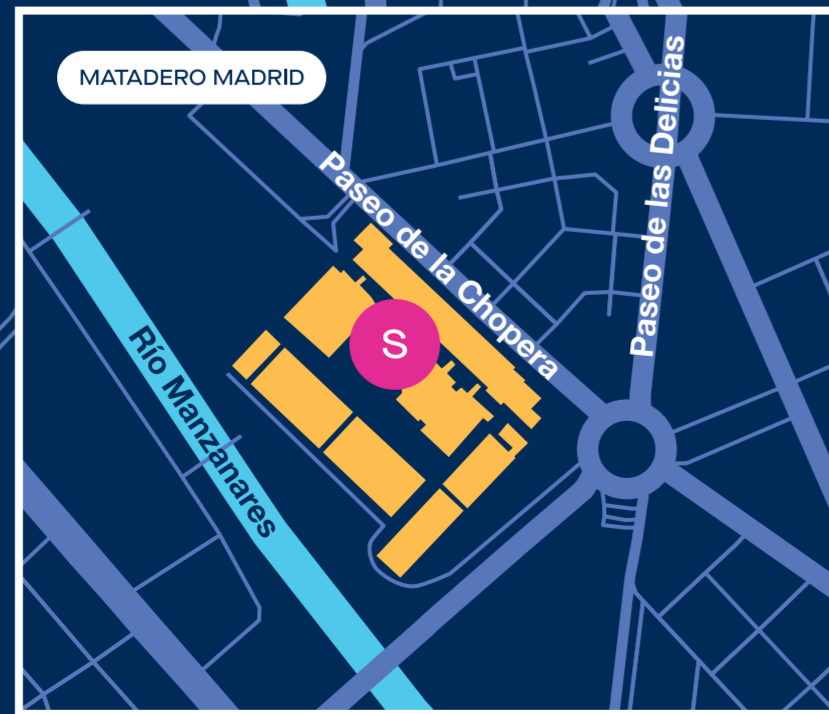 MATADERO MADRID
Paseo de las Delicias
Paseo de la Chopera
S
Río Manzanares